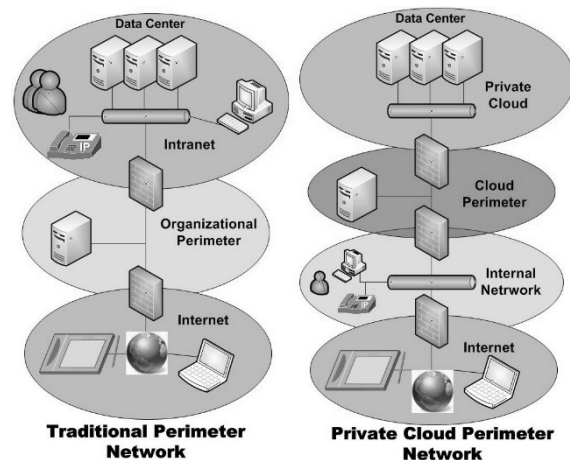 Data Center
IP
Intranet
Organizational
Perimeter
Internet
Traditional Perimeter
Network
Data Center
Private
Cloud
Cloud
Perimeter
Internal
Netrwork
IP
Internet
Private Cloud Perimeter
Network